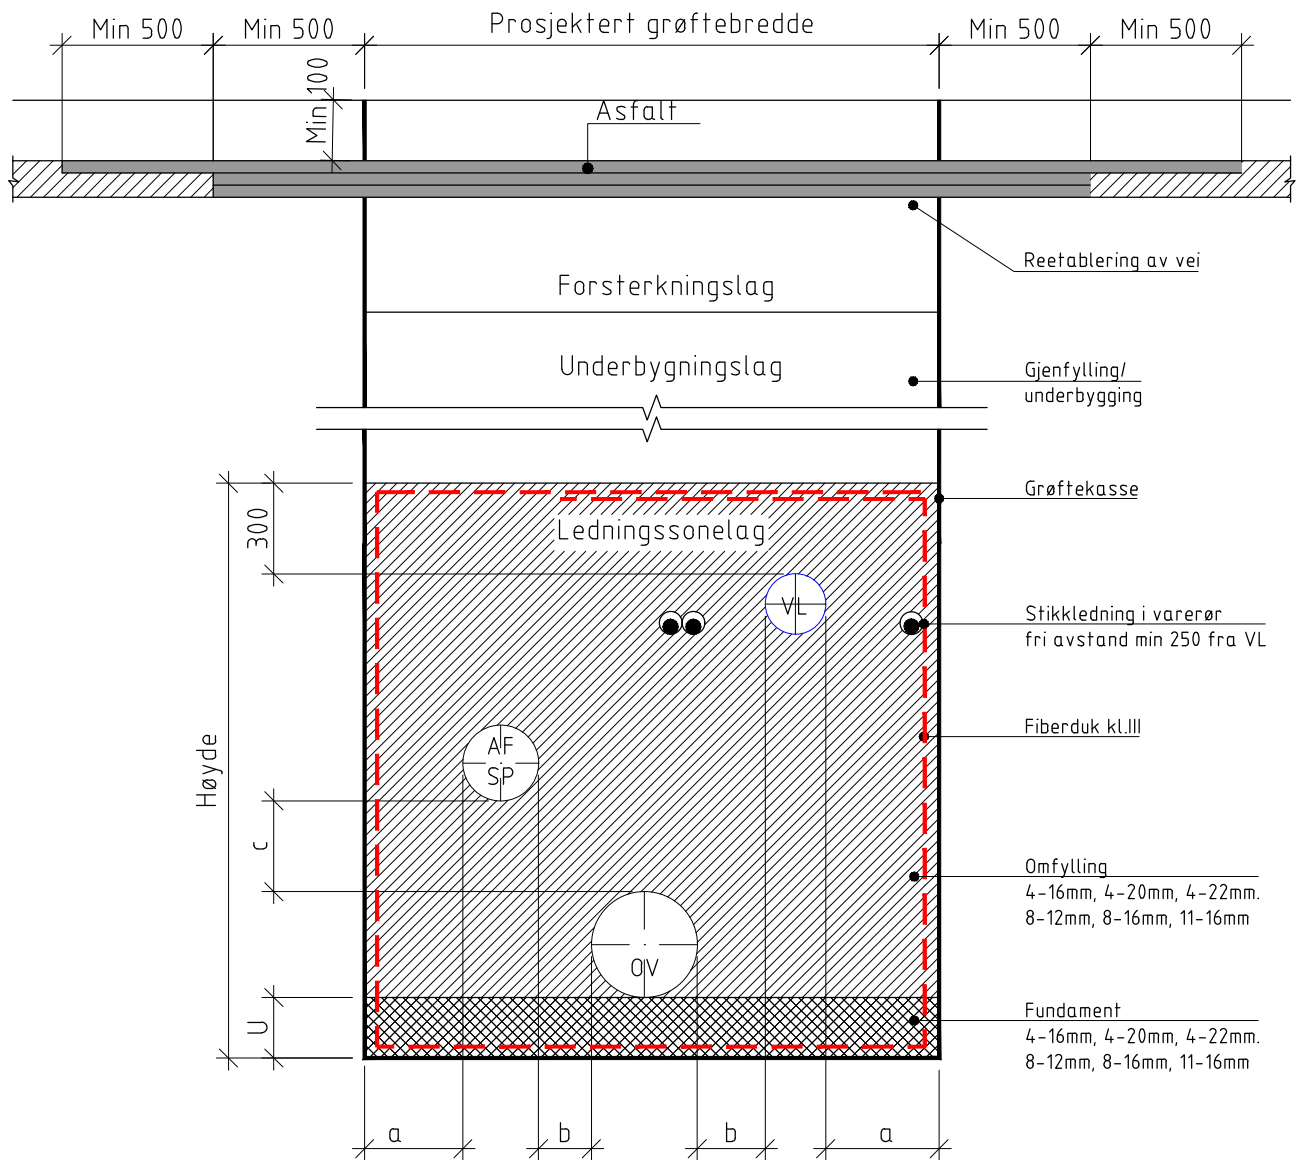 Min 500
Min 500
Prosjektert grøftebredde
Min 500
Min 500
Min 100
Asfalt
Reetablering av vei
Forsterkningslag
Underbygningslag
Gjenfylling/
underbygging
Grøftekasse
300
Ledningssonelag
VL
Stikkledning i varerør
fri avstand min 250 fra VL
Fiberduk kl.III
Høyde
AF
SP
c
Omfylling
4-16mm, 4-20mm, 4-22mm.
8-12mm, 8-16mm, 11-16mm
OV
U
Fundament
4-16mm, 4-20mm, 4-22mm.
8-12mm, 8-16mm, 11-16mm
a
b
b
a